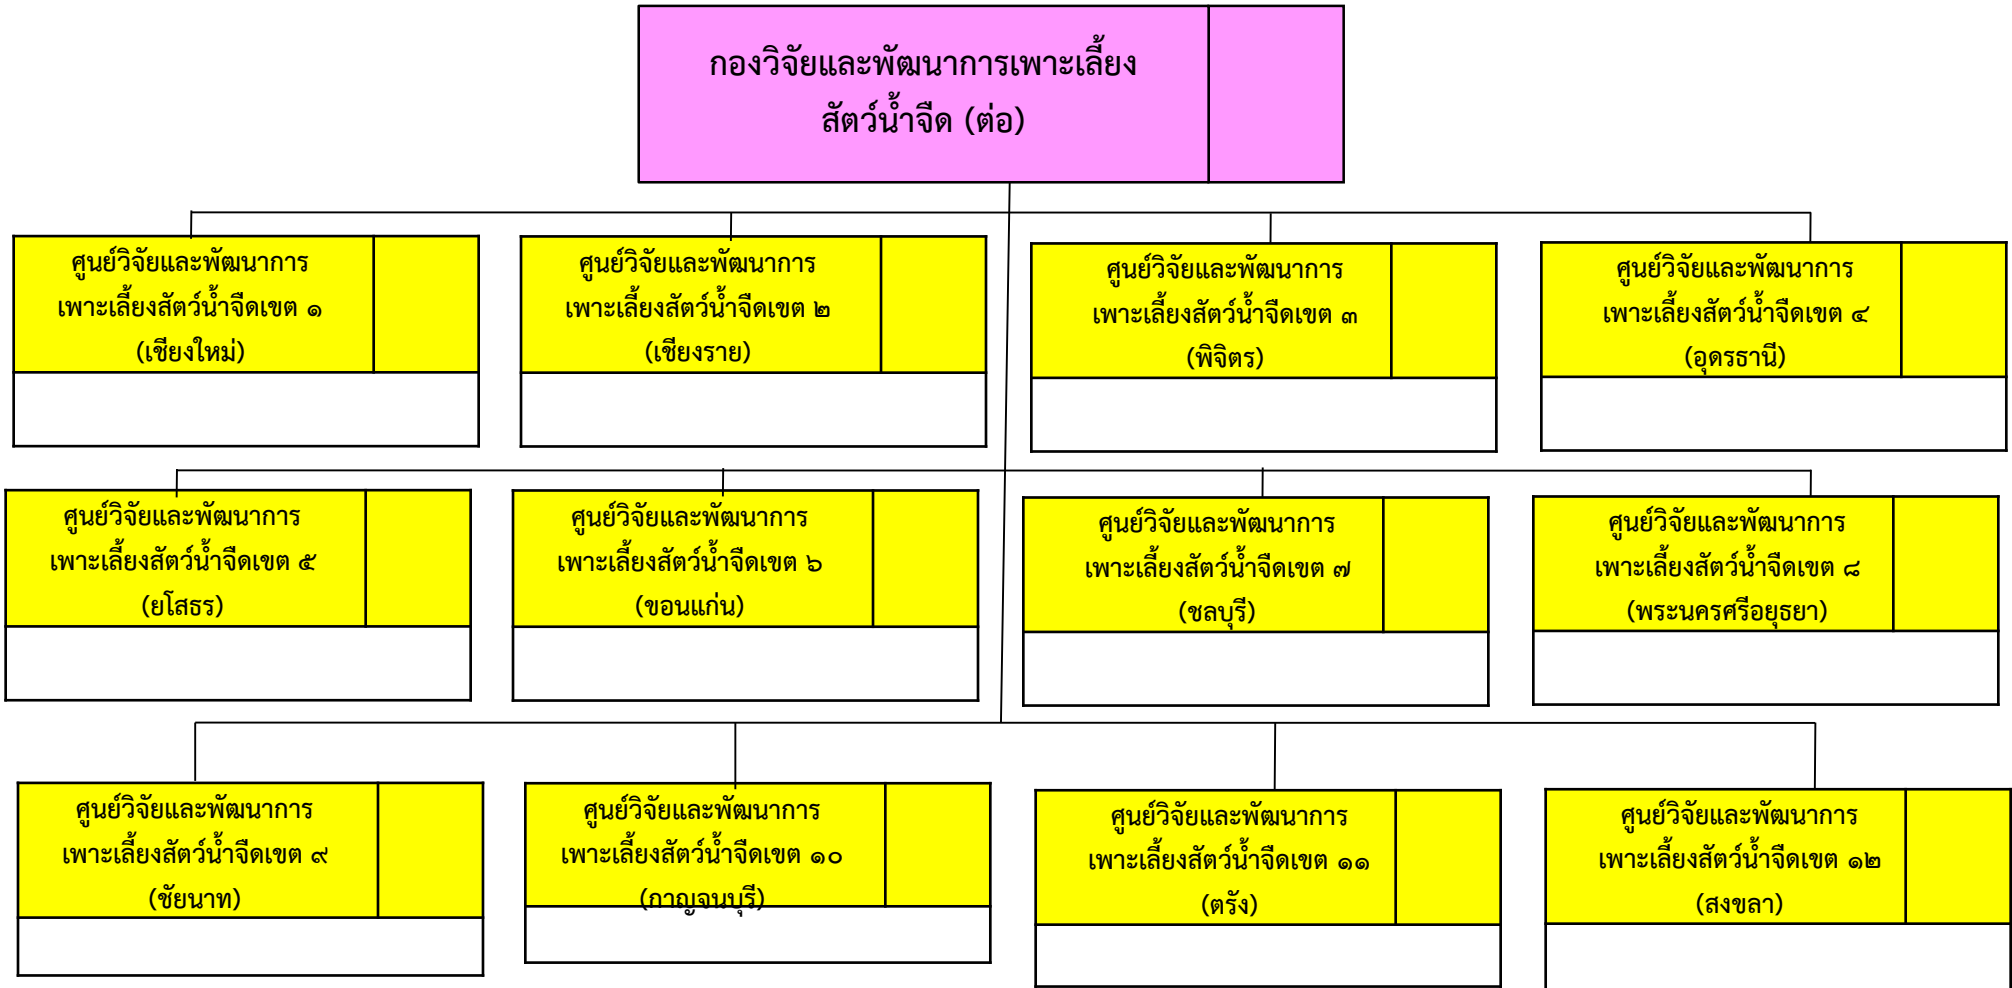 กองวิจัยและพัฒนาการเพาะเลี้ยง
สัตว์น้ำจืด (ต่อ)
ศูนย์วิจัยและพัฒนาการ
เพาะเลี้ยงสัตว์น้ำจืดเขต ๑
(เชียงใหม่)
ศูนย์วิจัยและพัฒนาการ
เพาะเลี้ยงสัตว์น้ำจืดเขต ๒
(เชียงราย)
ศูนย์วิจัยและพัฒนาการ
เพาะเลี้ยงสัตว์น้ำจืดเขต ๓
(พิจิตร)
ศูนย์วิจัยและพัฒนาการ
เพาะเลี้ยงสัตว์น้ำจืดเขต ๔
(อุดรธานี)
ศูนย์วิจัยและพัฒนาการ
เพาะเลี้ยงสัตว์น้ำจืดเขต ๕
(ยโสธร)
ศูนย์วิจัยและพัฒนาการ
เพาะเลี้ยงสัตว์น้ำจืดเขต ๖
(ขอนแก่น)
ศูนย์วิจัยและพัฒนาการ
เพาะเลี้ยงสัตว์น้ำจืดเขต ๗
(ชลบุรี)
ศูนย์วิจัยและพัฒนาการ
เพาะเลี้ยงสัตว์น้ำจืดเขต ๘
(พระนครศรีอยุธยา)
ศูนย์วิจัยและพัฒนาการ
เพาะเลี้ยงสัตว์น้ำจืดเขต ๙
(ชัยนาท)
ศูนย์วิจัยและพัฒนาการ
เพาะเลี้ยงสัตว์น้ำจืดเขต ๑๐
(กาญจนบุรี)
ศูนย์วิจัยและพัฒนาการ
เพาะเลี้ยงสัตว์น้ำจืดเขต ๑๑
(ตรัง)
ศูนย์วิจัยและพัฒนาการ
เพาะเลี้ยงสัตว์น้ำจืดเขต ๑๒
(สงขลา)